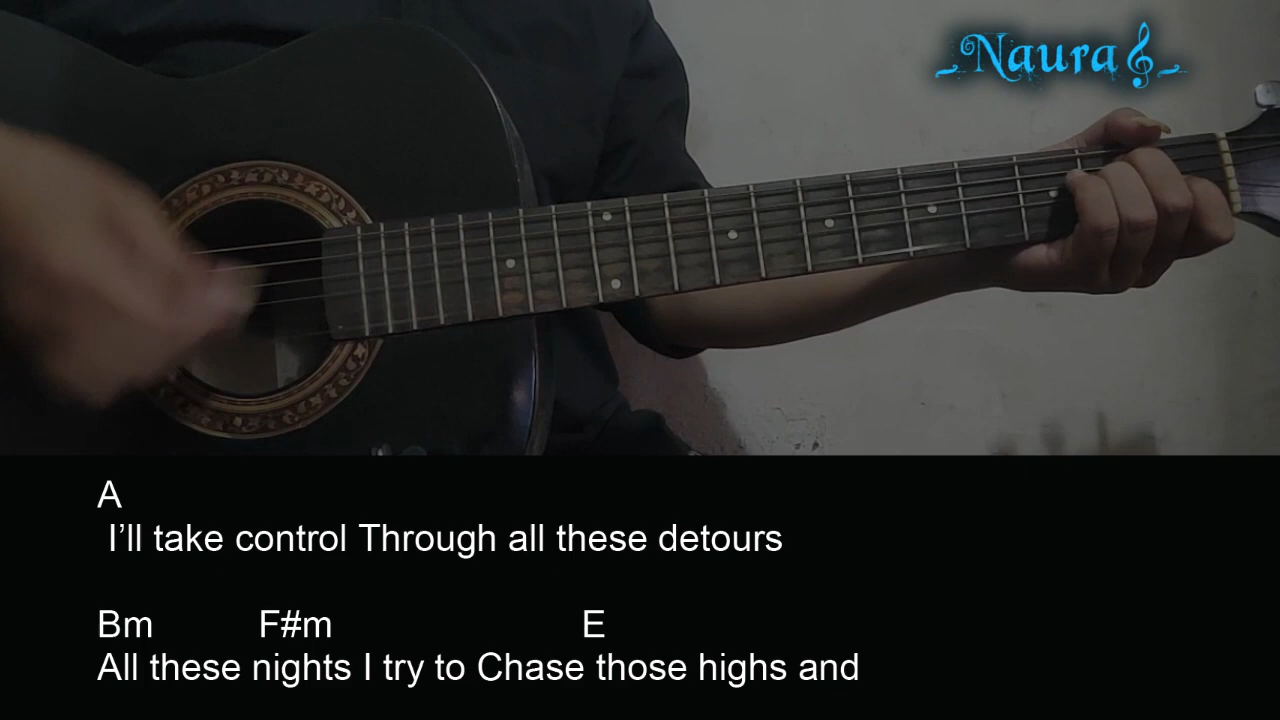 Naura
A
I’ll take control Through all these detours
Bm F#m E
All these nights I try to Chase those highs and